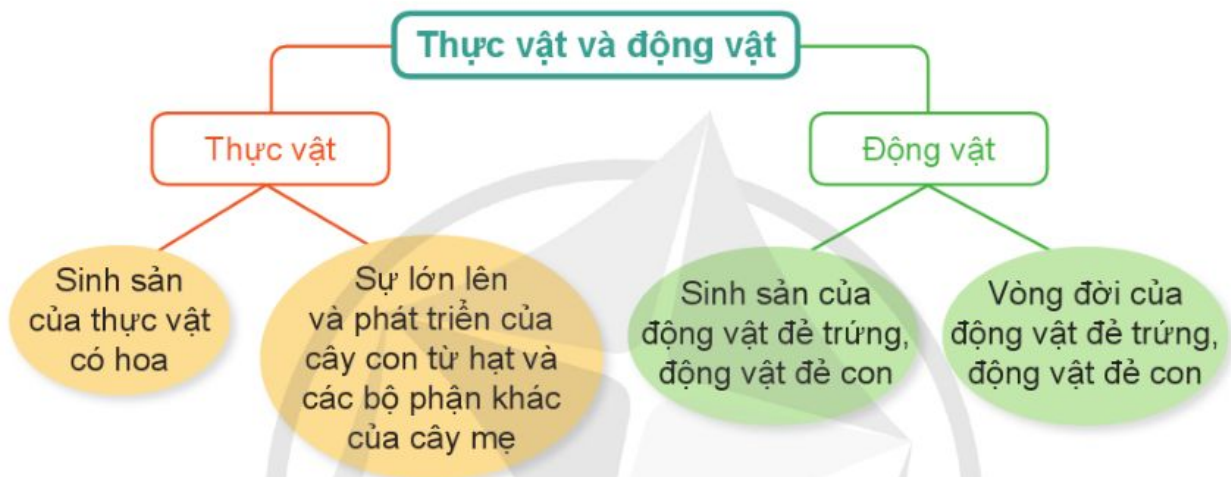 Thực vật và động vật
Thực vật
Động vật
Sinh sản
của thực vật
có hoa
Sự lớn lên
và phát triển của
cây con từ hạt và
các bộ phận khác
của cây mẹ
Sinh sản của
động vật đẻ trứng,
động vật đẻ con
Vòng đời của
động vật đẻ trứng,
động vật đẻ con